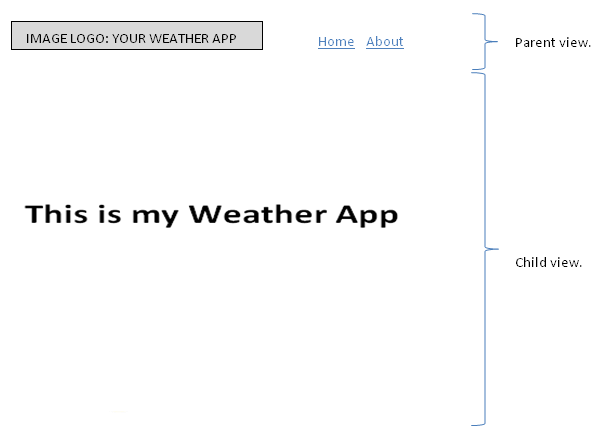 IMAGE LOGO: YOUR WEATHER APP
Home About
Parent view.
This is my Weather App
Child view.